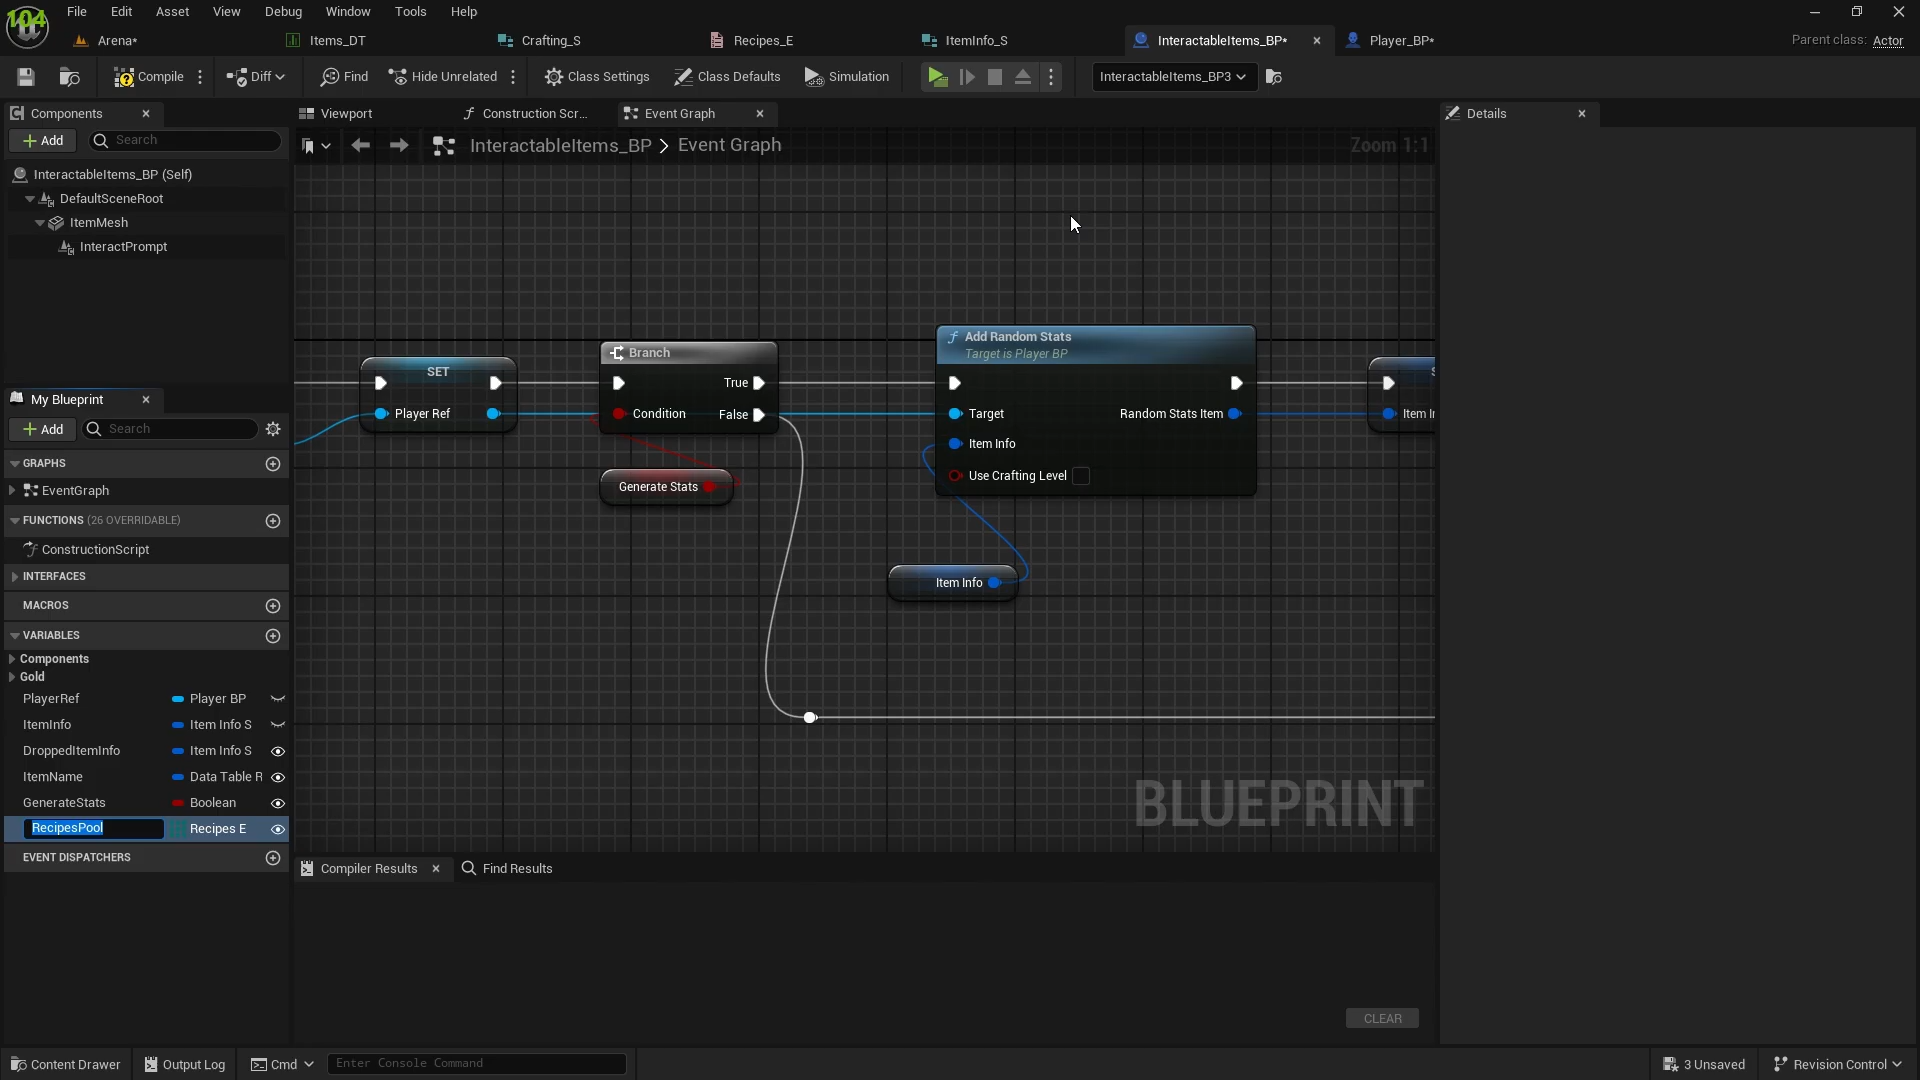 104
File Edit Asset View Debug Window Tools Help
Arena* Items_DT Crafting_S Recipes_E ItemInfo_S InteractableItems_BP* Player_BP* Parent class: Actor
Compile Diff Find Hide Unrelated Class Settings Class Defaults Simulation InteractableItems_BP3
Components Viewport Construction Scr... Event Graph Details
Add Search InteractableItems_BP > Event Graph Zoom 1:1
InteractableItems_BP (Self)
DefaultSceneRoot
ItemMesh
InteractPrompt
Add Random Stats
Target is Player BP
Branch
SET
True
Player Ref Condition False Target Random Stats Item
Item Info
Use Crafting Level
Generate Stats
Item Info
My Blueprint
Add Search
GRAPHS
EventGraph
FUNCTIONS (26 OVERRIDABLE)
ConstructionScript
INTERFACES
MACROS
VARIABLES
Components
Gold
PlayerRef Player BP
ItemInfo Item Info S
DroppedItemInfo Item Info S
ItemName Data Table R
GenerateStats Boolean
RecipesPool Recipes E
EVENT DISPATCHERS
BLUEPRINT
Compiler Results Find Results
CLEAR
Content Drawer Output Log Cmd Enter Console Command 3 Unsaved Revision Control